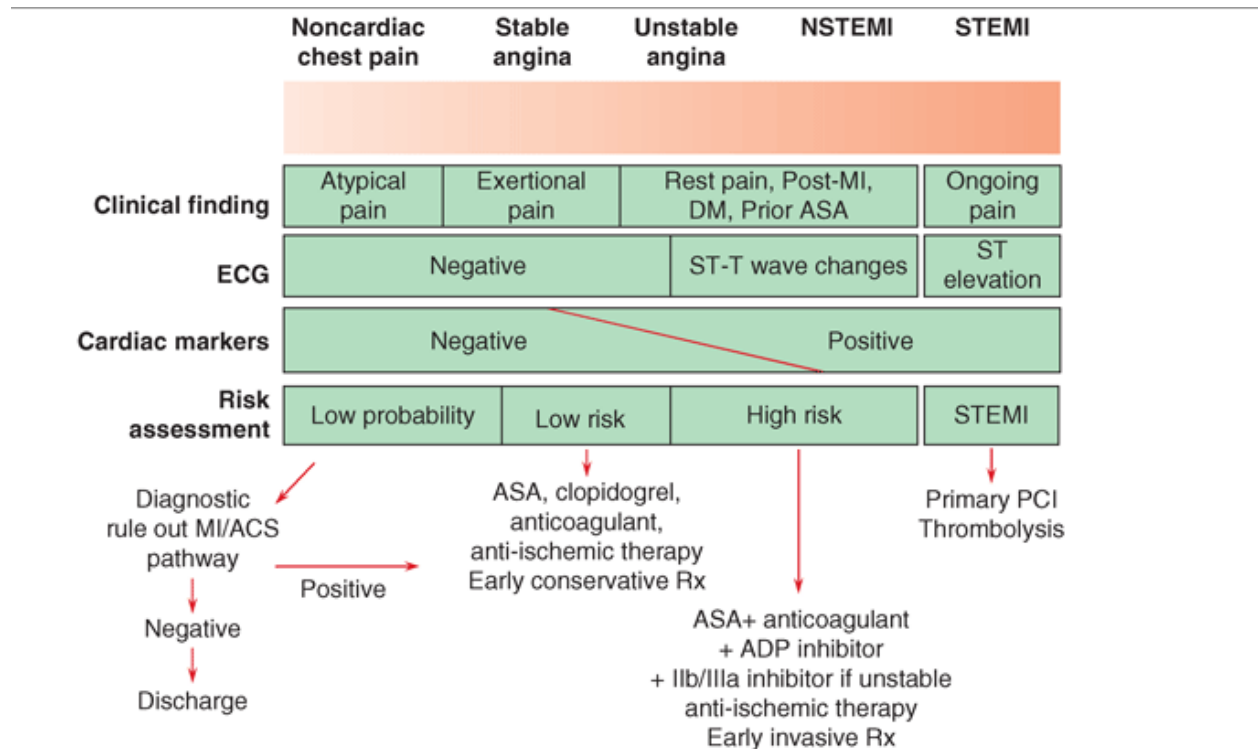 Noncardiac
chest pain
Stable
angina
Unstable
angina
NSTEMI
STEMI
Clinical finding
Atypical
pain
Exertional
pain
Rest pain, Post-MI,
DM, Prior ASA
Ongoing
pain
ECG
Negative
ST-T wave changes
ST
elevation
Cardiac markers
Negative
Positive
Risk
assessment
Low probability
Low risk
High risk
STEMI
Diagnostic
rule out MI/ACS
pathway
Positive
Negative
Discharge
ASA, clopidogrel,
anticoagulant,
anti-ischemic therapy
Early conservative Rx
ASA+ anticoagulant
+ ADP inhibitor
+ IIb/IIIa inhibitor if unstable
anti-ischemic therapy
Early invasive Rx
Primary PCI
Thrombolysis